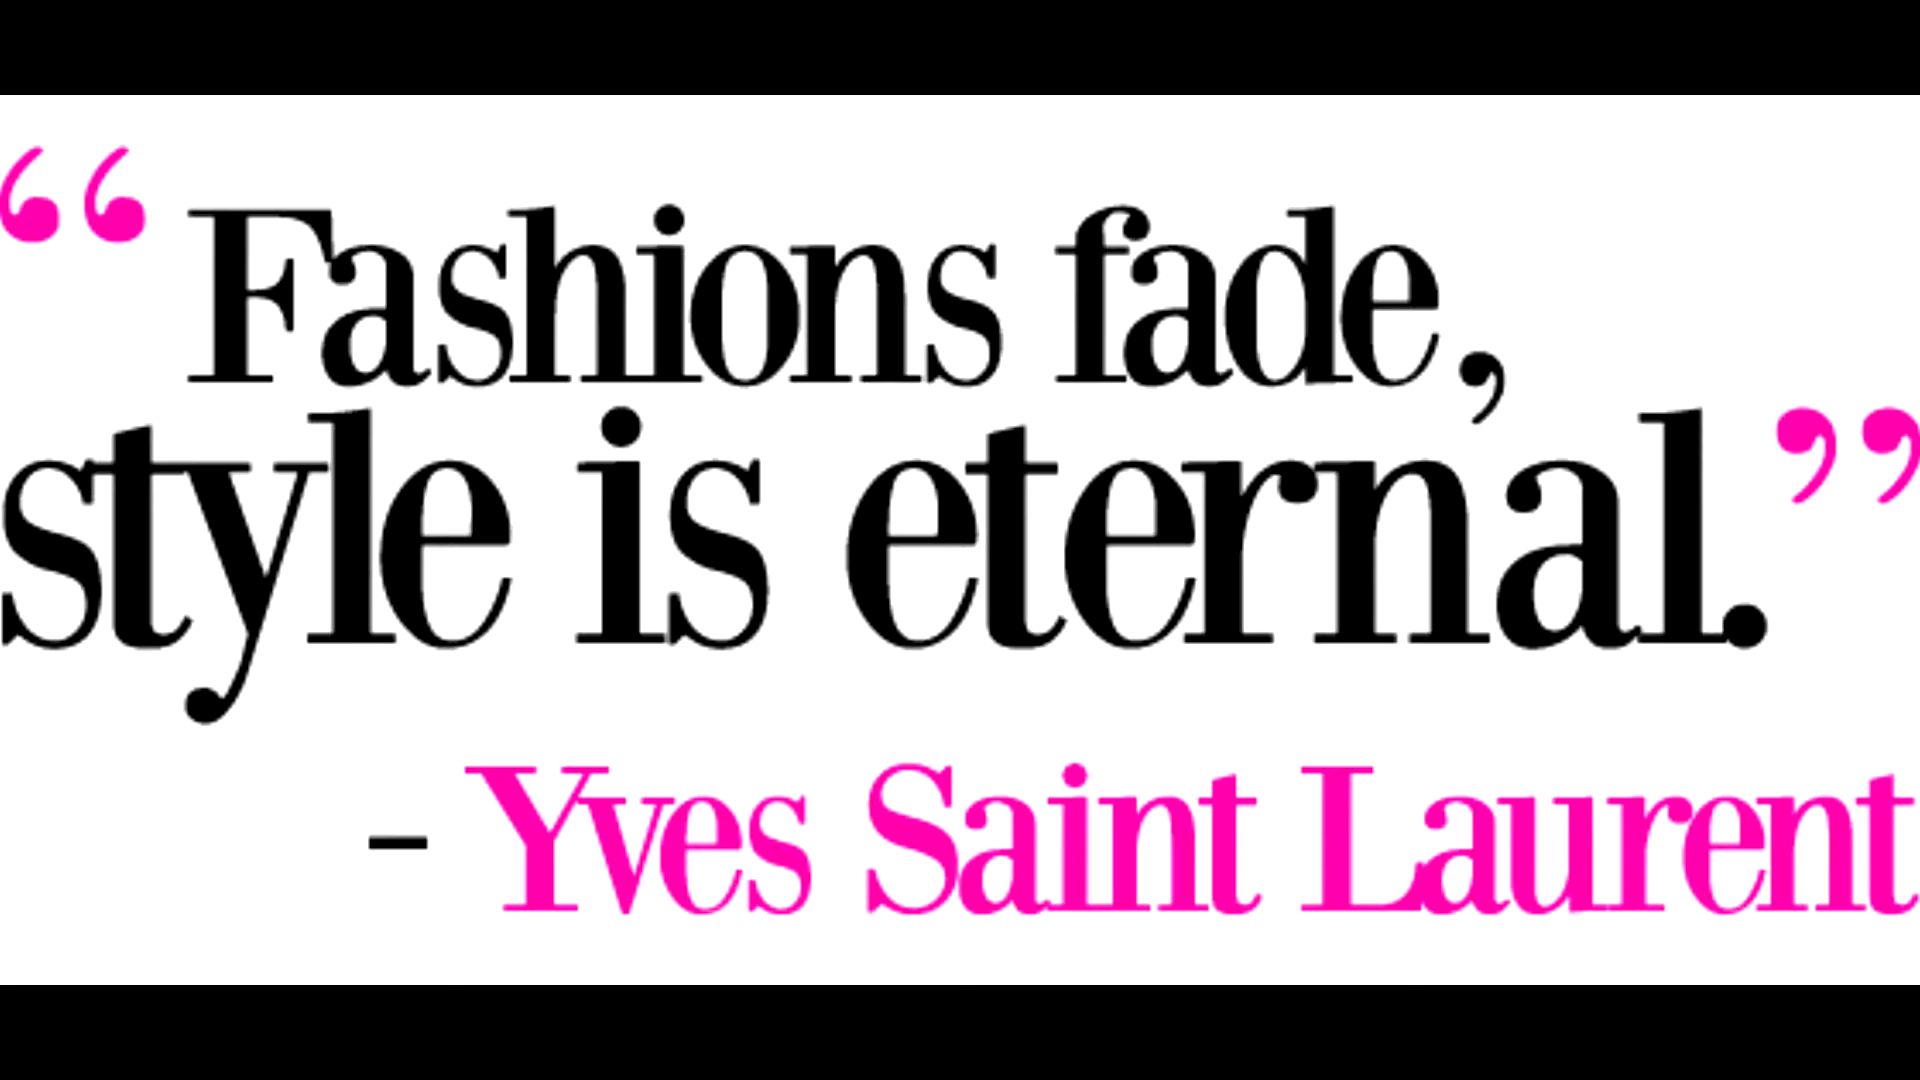 “Fashions fade,
style is eternal.”
- Yves Saint Laurent